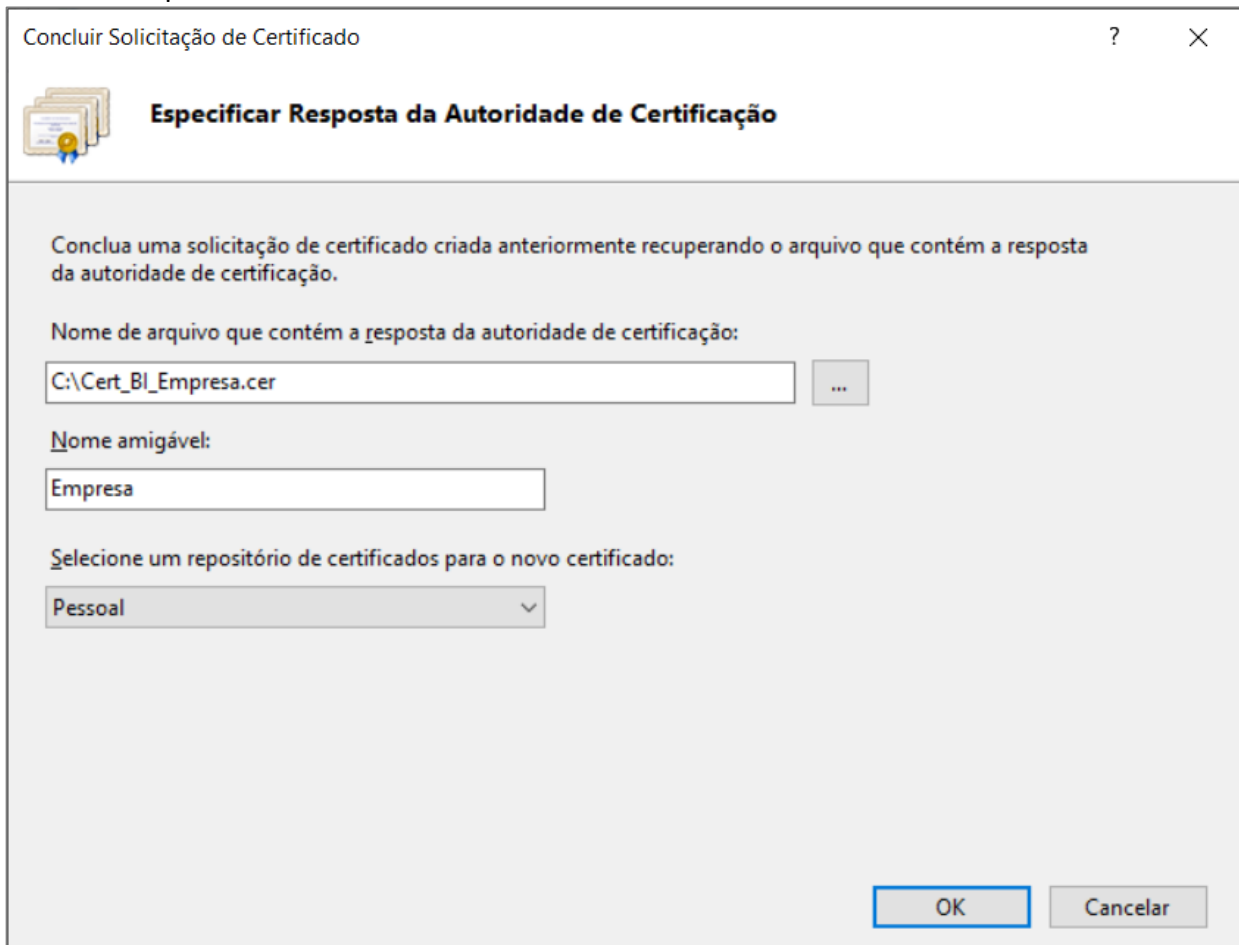 Concluir Solicitação de Certificado
?
Especificar Resposta da Autoridade de Certificação
Conclua uma solicitação de certificado criada anteriormente recuperando o arquivo que contém a resposta
da autoridade de certificação.
Nome de arquivo que contém a resposta da autoridade de certificação:
C:\Cert_BI_Empresa.cer
...
Nome amigável:
Empresa
Selecione um repositório de certificados para o novo certificado:
Pessoal
OK
Cancelar